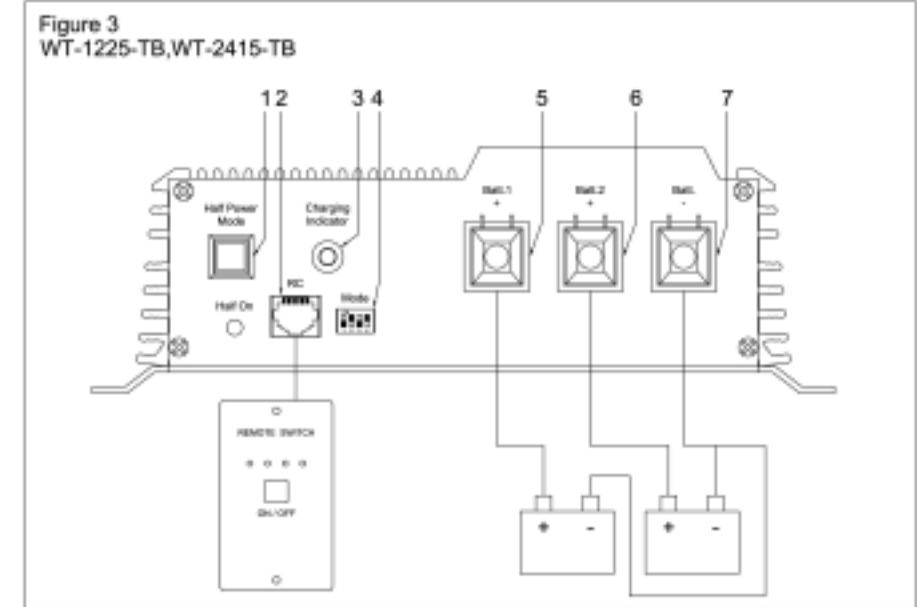 Figure 3
WT-1225-TB,WT-2415-TB
1 2 3 4 5 6 7
Half Power
Mode
Charging
Indicator
Batt.1
+
Batt.2
+
Batt.
-
RC
Half On
Mode
REMOTE SWITCH
ON/OFF
+ - + -